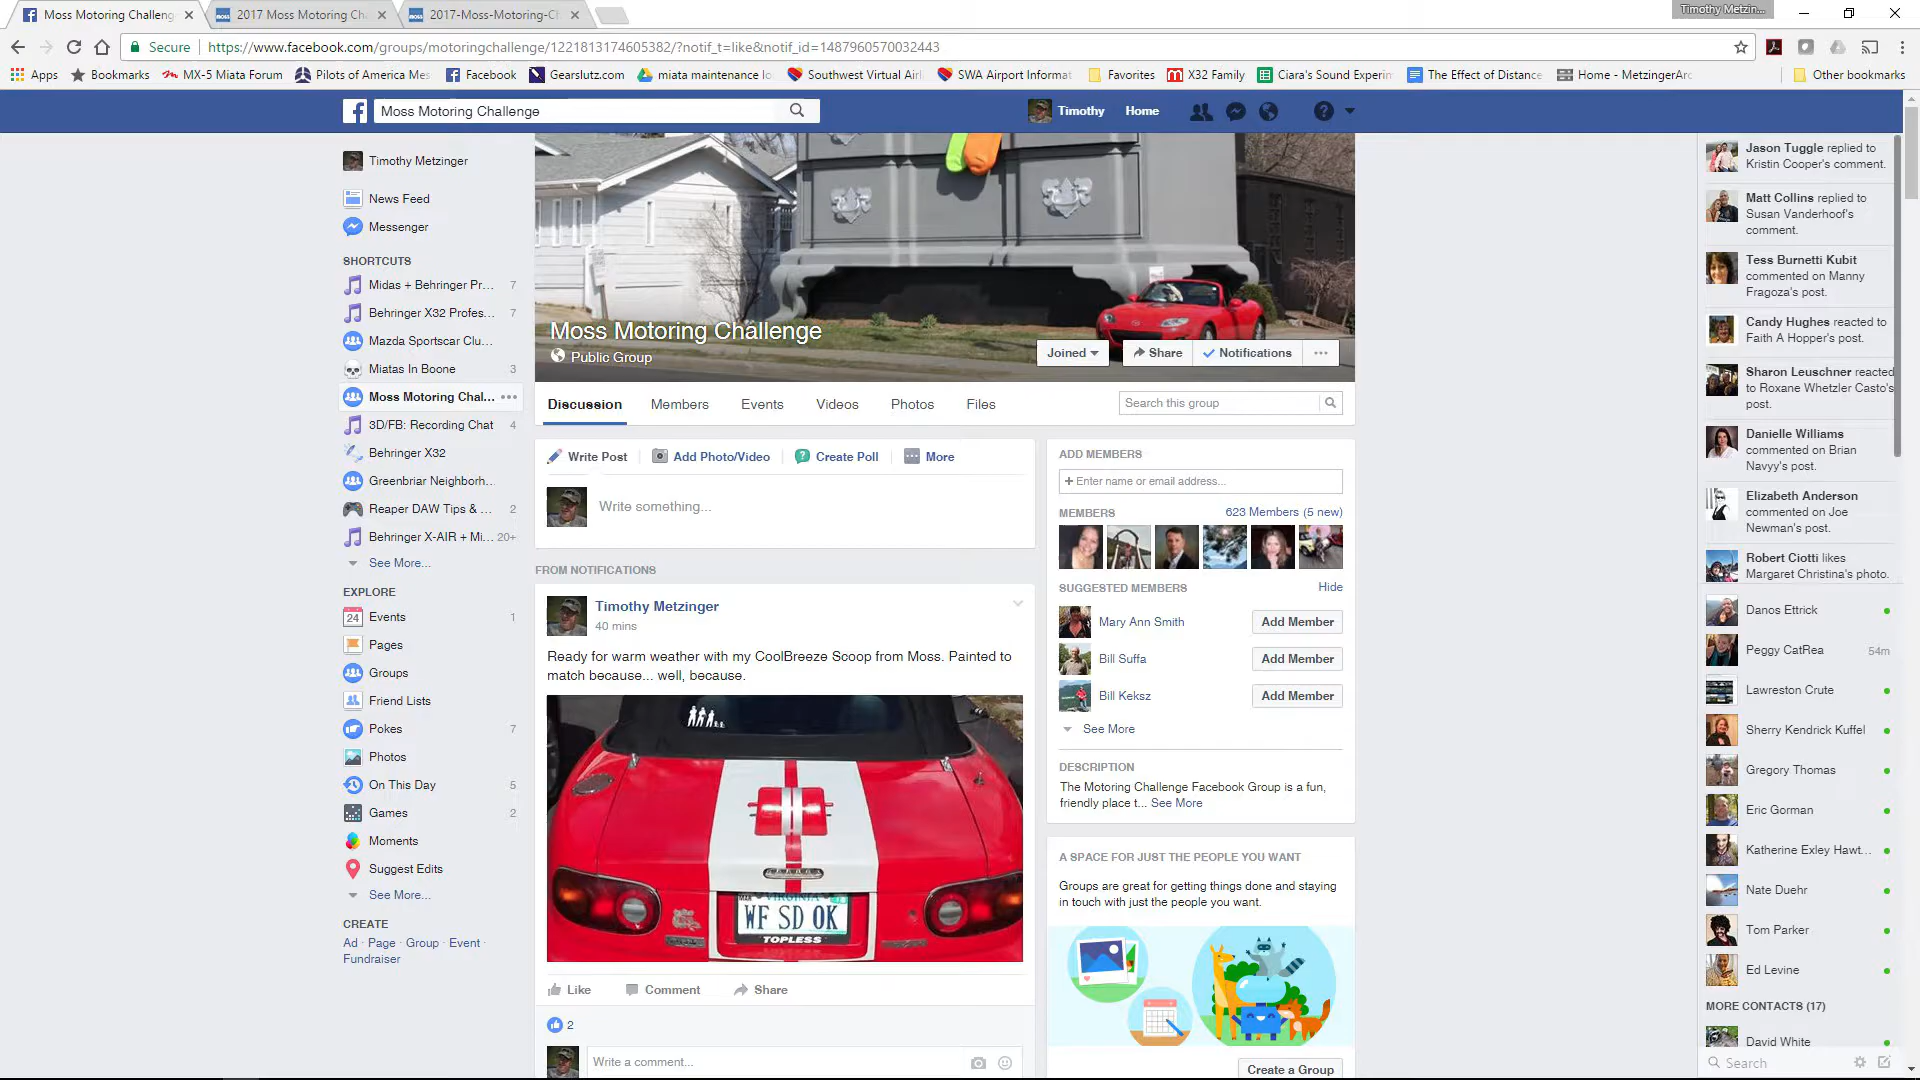 Moss Motoring Challenge
2017 Moss Motoring Cha
2017-Moss-Motoring-Ch
Timothy Metzin...
Secure
https://www.facebook.com/groups/motoringchallenge/1221813174605382/?notif_t=like&notif_id=1487960570032443
Apps
Bookmarks
MX-5 Miata Forum
Pilots of America Mes
Facebook
Gearslutz.com
miata maintenance lo
Southwest Virtual Airl
SWA Airport Informat
Favorites
X32 Family
Ciara's Sound Experim
The Effect of Distance
Home - MetzingerArc
Other bookmarks
Moss Motoring Challenge
Timothy
Home
Timothy Metzinger
News Feed
Messenger
SHORTCUTS
Midas + Behringer Pr... 7
Behringer X32 Profes... 7
Mazda Sportscar Clu...
Miatas In Boone 3
Moss Motoring Chal...
3D/FB: Recording Chat 4
Behringer X32
Greenbriar Neighborh...
Reaper DAW Tips & ... 2
Behringer X-AIR + Mi... 20+
See More...
EXPLORE
24 Events 1
Pages
Groups
Friend Lists
Pokes 7
Photos
On This Day 5
Games 2
Moments
Suggest Edits
See More...
CREATE
Ad · Page · Group · Event ·
Fundraiser
Moss Motoring Challenge
Public Group
Joined
Share
Notifications
Discussion
Members
Events
Videos
Photos
Files
Search this group
Write Post
Add Photo/Video
Create Poll
More
Write something...
FROM NOTIFICATIONS
Timothy Metzinger
40 mins
Ready for warm weather with my CoolBreeze Scoop from Moss. Painted to
match because... well, because.
VIRGINIA
WF SD OK
TOPLESS
Like
Comment
Share
2
Write a comment...
ADD MEMBERS
+ Enter name or email address...
MEMBERS
623 Members (5 new)
SUGGESTED MEMBERS
Hide
Mary Ann Smith
Add Member
Bill Suffa
Add Member
Bill Keksz
Add Member
See More
DESCRIPTION
The Motoring Challenge Facebook Group is a fun,
friendly place t... See More
A SPACE FOR JUST THE PEOPLE YOU WANT
Groups are great for getting things done and staying
in touch with just the people you want.
Create a Group
Jason Tuggle replied to
Kristin Cooper's comment.
Matt Collins replied to
Susan Vanderhoof's
comment.
Tess Burnetti Kubit
commented on Manny
Fragoza's post.
Candy Hughes reacted to
Faith A Hopper's post.
Sharon Leuschner reacted
to Roxane Whetzler Casto's
post.
Danielle Williams
commented on Brian
Navvy's post.
Elizabeth Anderson
commented on Joe
Newman's post.
Robert Ciotti likes
Margaret Christina's photo.
Danos Ettrick
Peggy CatRea 54m
Lawreston Crute
Sherry Kendrick Kuffel
Gregory Thomas
Eric Gorman
Katherine Exley Hawt...
Nate Duehr
Tom Parker
Ed Levine
MORE CONTACTS (17)
David White
Search